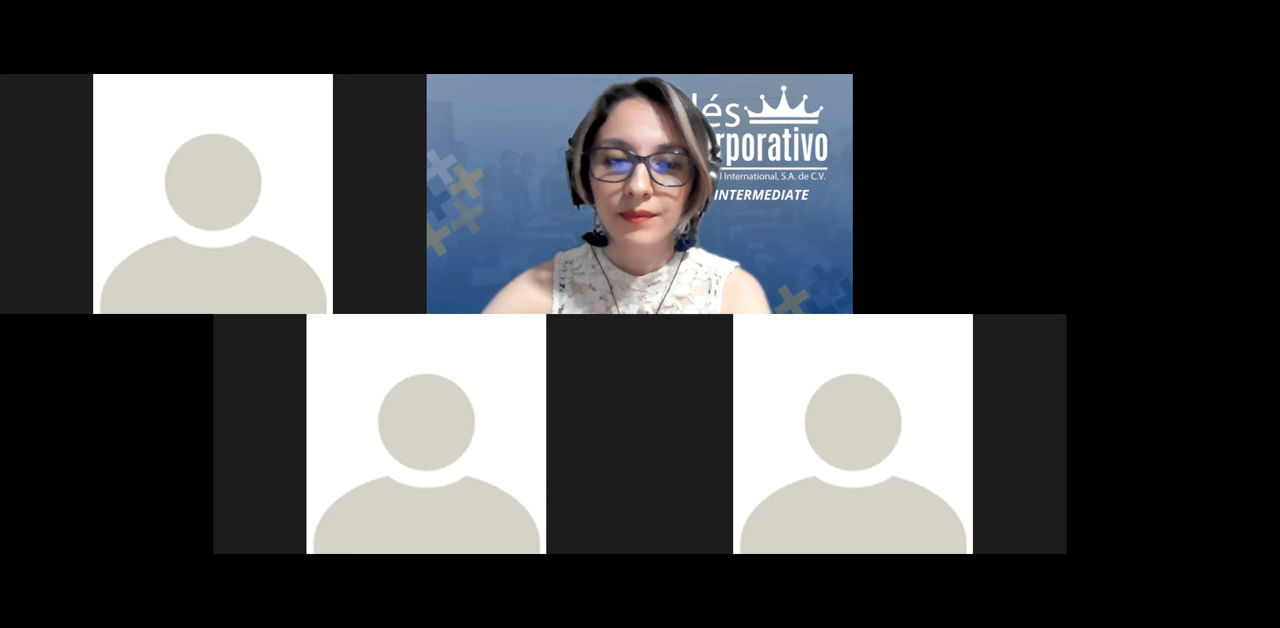 lés
rporativo
l International, S.A. de C.V.
INTERMEDIATE